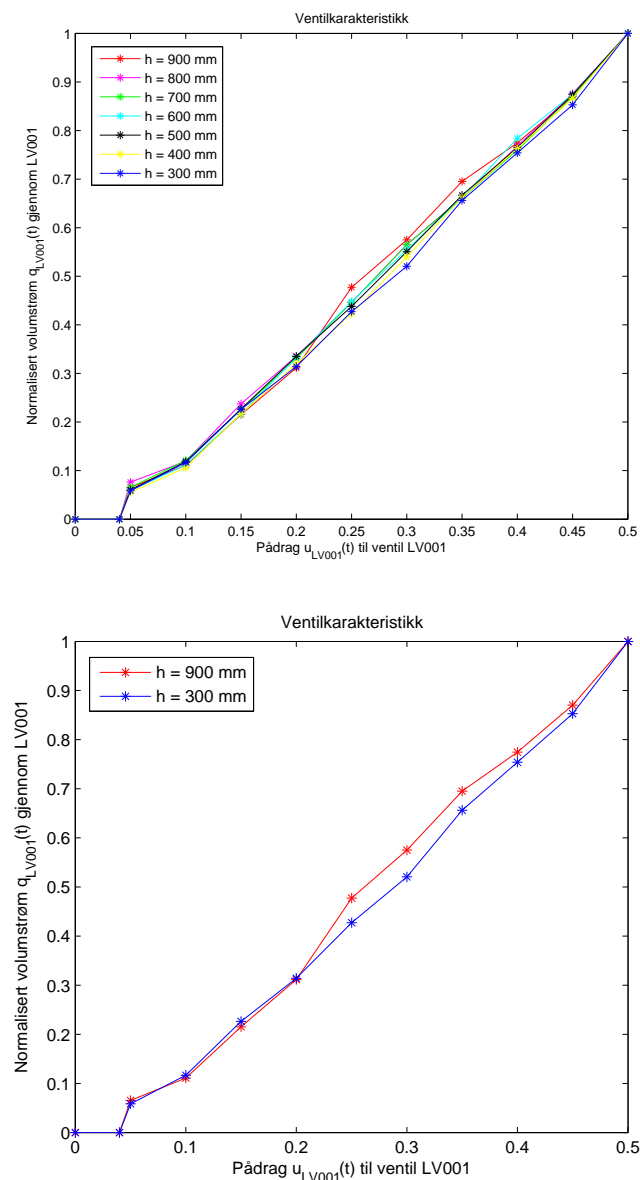 Ventilkarakteristikk
1
0.9
0.8
0.7
0.6
0.5
0.4
0.3
0.2
0.1
0
Normalisert volumstrøm q_LV001(t) gjennom LV001
h = 900 mm
h = 800 mm
h = 700 mm
h = 600 mm
h = 500 mm
h = 400 mm
h = 300 mm
0 0.05 0.1 0.15 0.2 0.25 0.3 0.35 0.4 0.45 0.5
Pådrag u_LV001(t) til ventil LV001
Ventilkarakteristikk
1
0.9
0.8
0.7
0.6
0.5
0.4
0.3
0.2
0.1
0
Normalisert volumstrøm q_LV001(t) gjennom LV001
h = 900 mm
h = 300 mm
0 0.1 0.2 0.3 0.4 0.5
Pådrag u_LV001(t) til ventil LV001